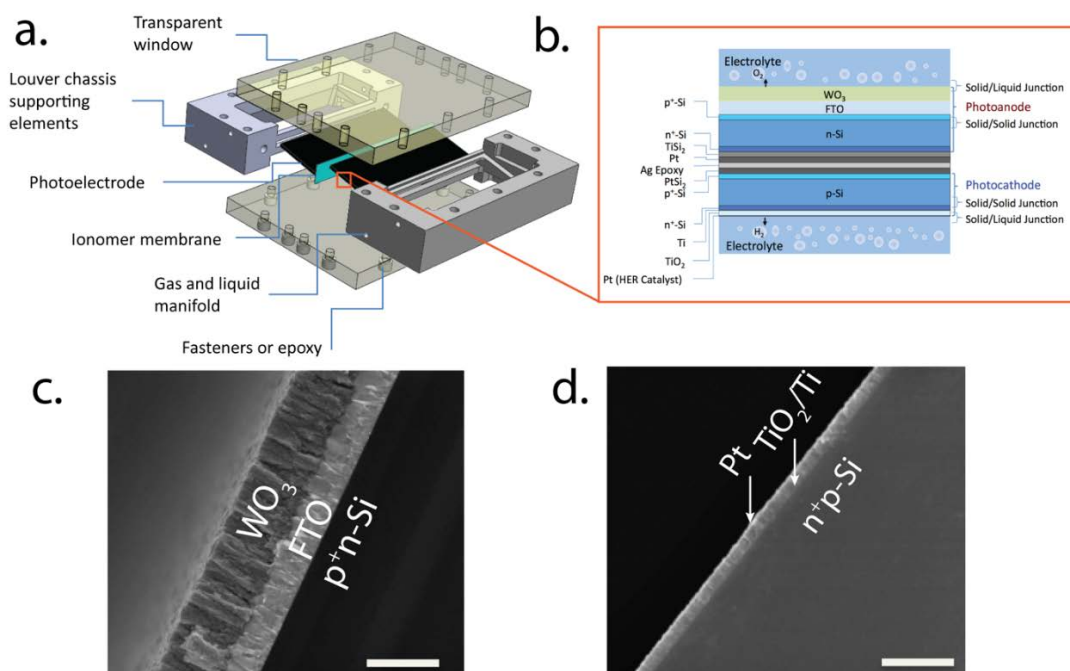 a.
Transparent
window
Louver chassis
supporting
elements
Photoelectrode
Ionomer membrane
Gas and liquid
manifold
Fasteners or epoxy
b.
Electrolyte
O₂
WO₃
FTO
n-Si
p-Si
H₂
Electrolyte
p⁺-Si
n⁺-Si
TiSi₂
Pt
Ag Epoxy
PtSi₂
p⁺-Si
n⁺-Si
Ti
TiO₂
Pt (HER Catalyst)
Solid/Liquid Junction
Photoanode
Solid/Solid Junction
Photocathode
Solid/Solid Junction
Solid/Liquid Junction
c.
WO₃
FTO
p⁺n-Si
d.
Pt
TiO₂/Ti
n⁺p-Si